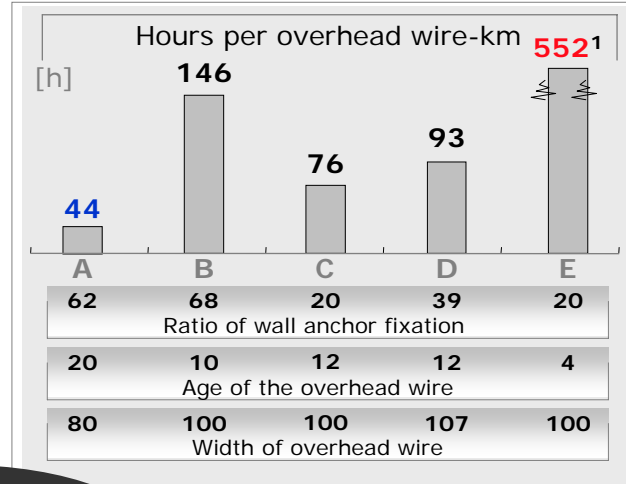 Hours per overhead wire-km
552¹
[h]
146
93
76
44
A B C D E
62 68 20 39 20
Ratio of wall anchor fixation
20 10 12 12 4
Age of the overhead wire
80 100 100 107 100
Width of overhead wire